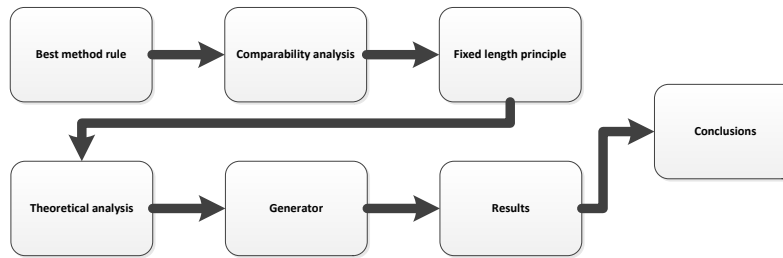 Best method rule
Comparability analysis
Fixed length principle
Theoretical analysis
Generator
Results
Conclusions